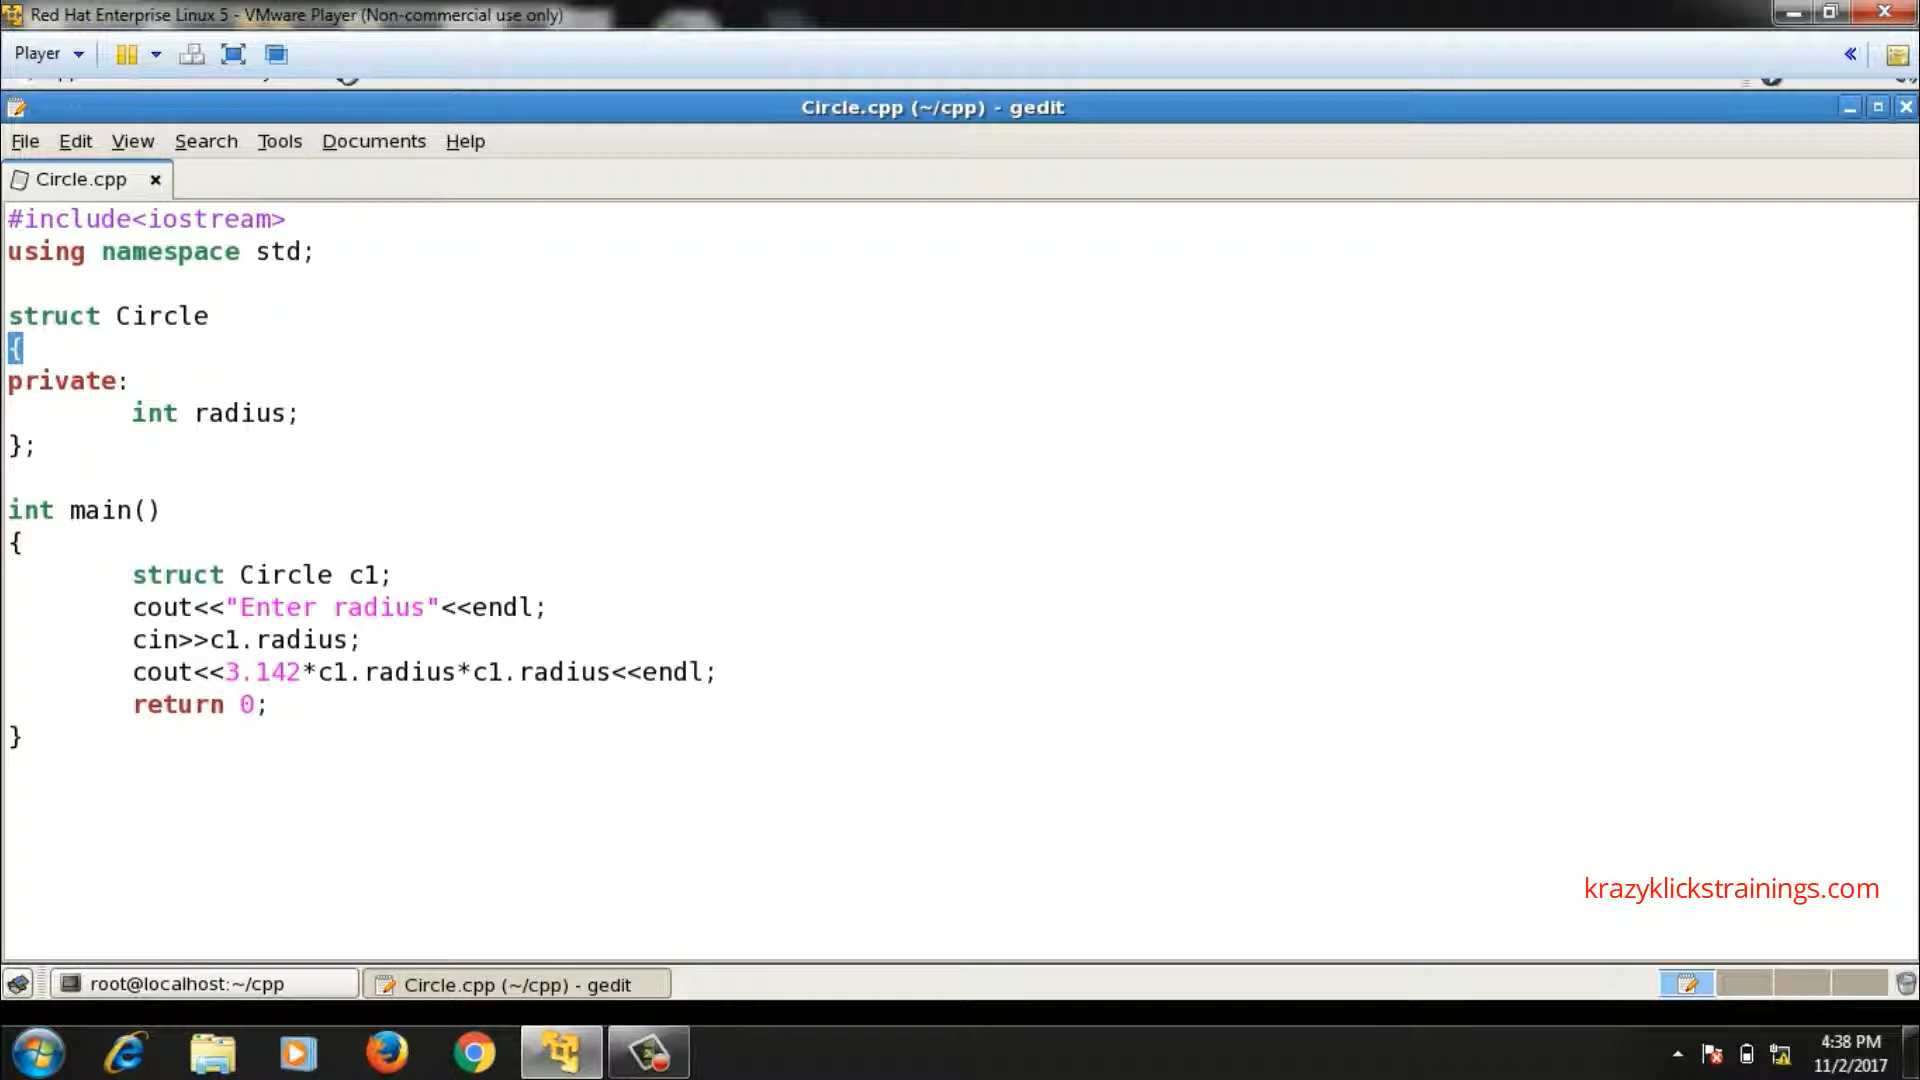 Red Hat Enterprise Linux 5 - VMware Player (Non-commercial use only)
Player
Circle.cpp (~/cpp) - gedit
File Edit View Search Tools Documents Help
Circle.cpp
#include<iostream>
using namespace std;
struct Circle
{
private:
int radius;
};
int main()
{
struct Circle c1;
cout<<"Enter radius"<<endl;
cin>>c1.radius;
cout<<3.142*c1.radius*c1.radius<<endl;
return 0;
}
krazyklickstrainings.com
root@localhost:~/cpp
Circle.cpp (~/cpp) - gedit
4:38 PM
11/2/2017